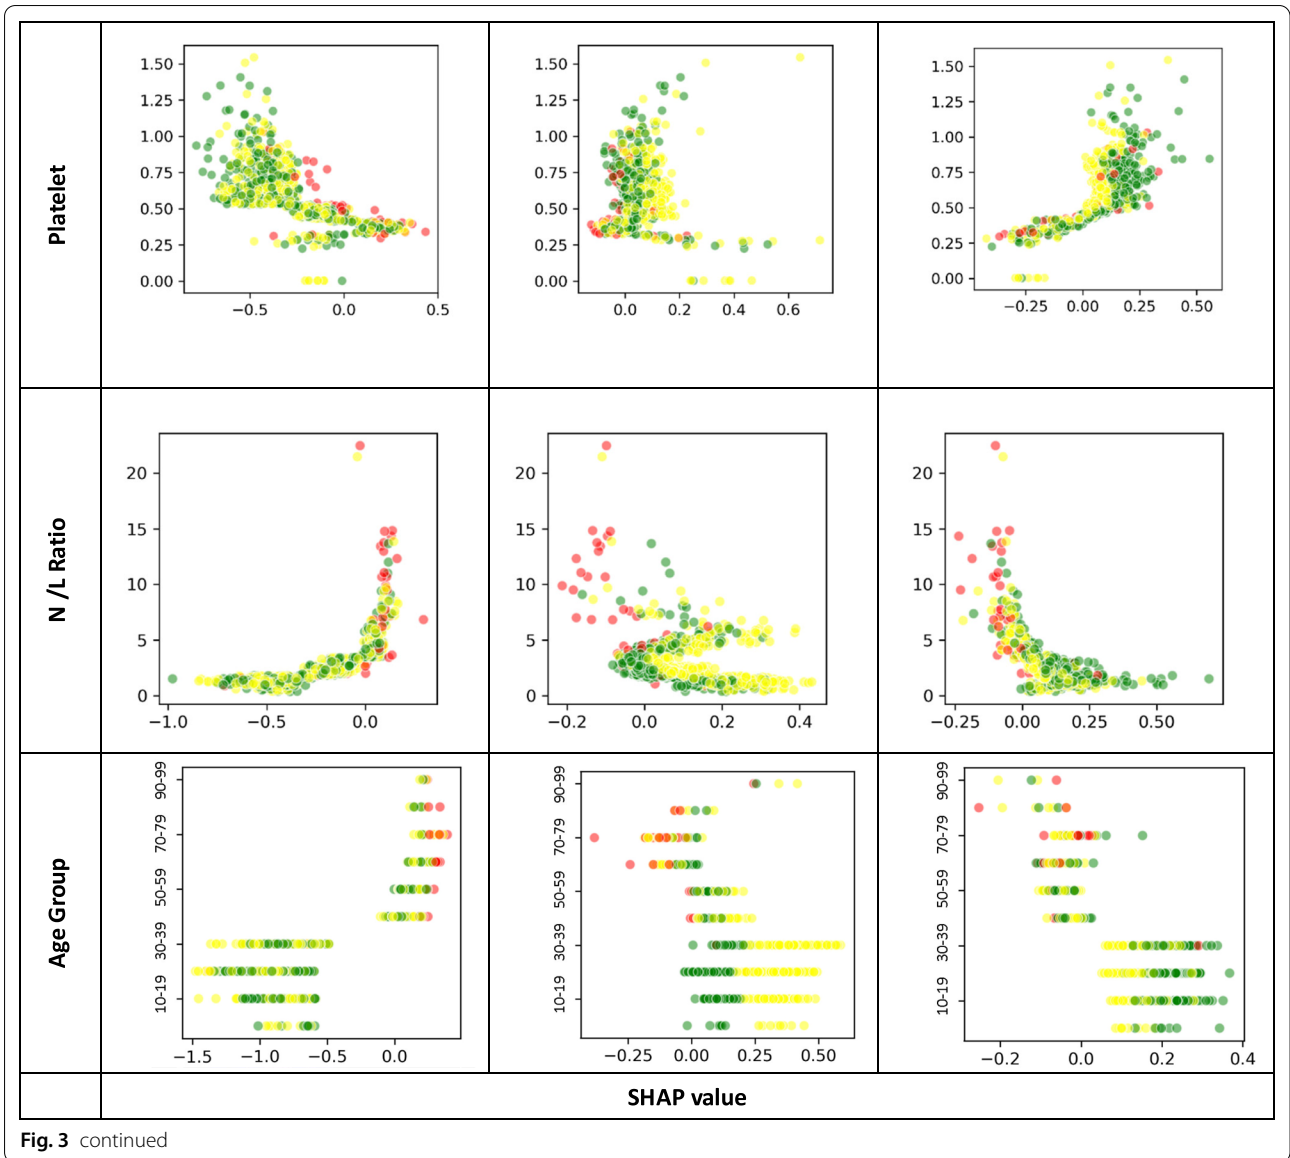 Platelet
1.50 1.50 1.50
1.25 1.25 1.25
1.00 1.00 1.00
0.75 0.75 0.75
0.50 0.50 0.50
0.25 0.25 0.25
0.00 0.00 0.00
−0.5 0.0 0.5 0.0 0.2 0.4 0.6 −0.25 0.00 0.25 0.50
N /L Ratio
20 20 20
15 15 15
10 10 10
5 5 5
0 0 0
−1.0 −0.5 0.0 −0.2 0.0 0.2 0.4 −0.25 0.00 0.25 0.50
Age Group
90-99 90-99 90-99
70-79 70-79 70-79
50-59 50-59 50-59
30-39 30-39 30-39
10-19 10-19 10-19
−1.5 −1.0 −0.5 0.0 −0.25 0.00 0.25 0.50 −0.2 0.0 0.2 0.4
SHAP value
Fig. 3 continued